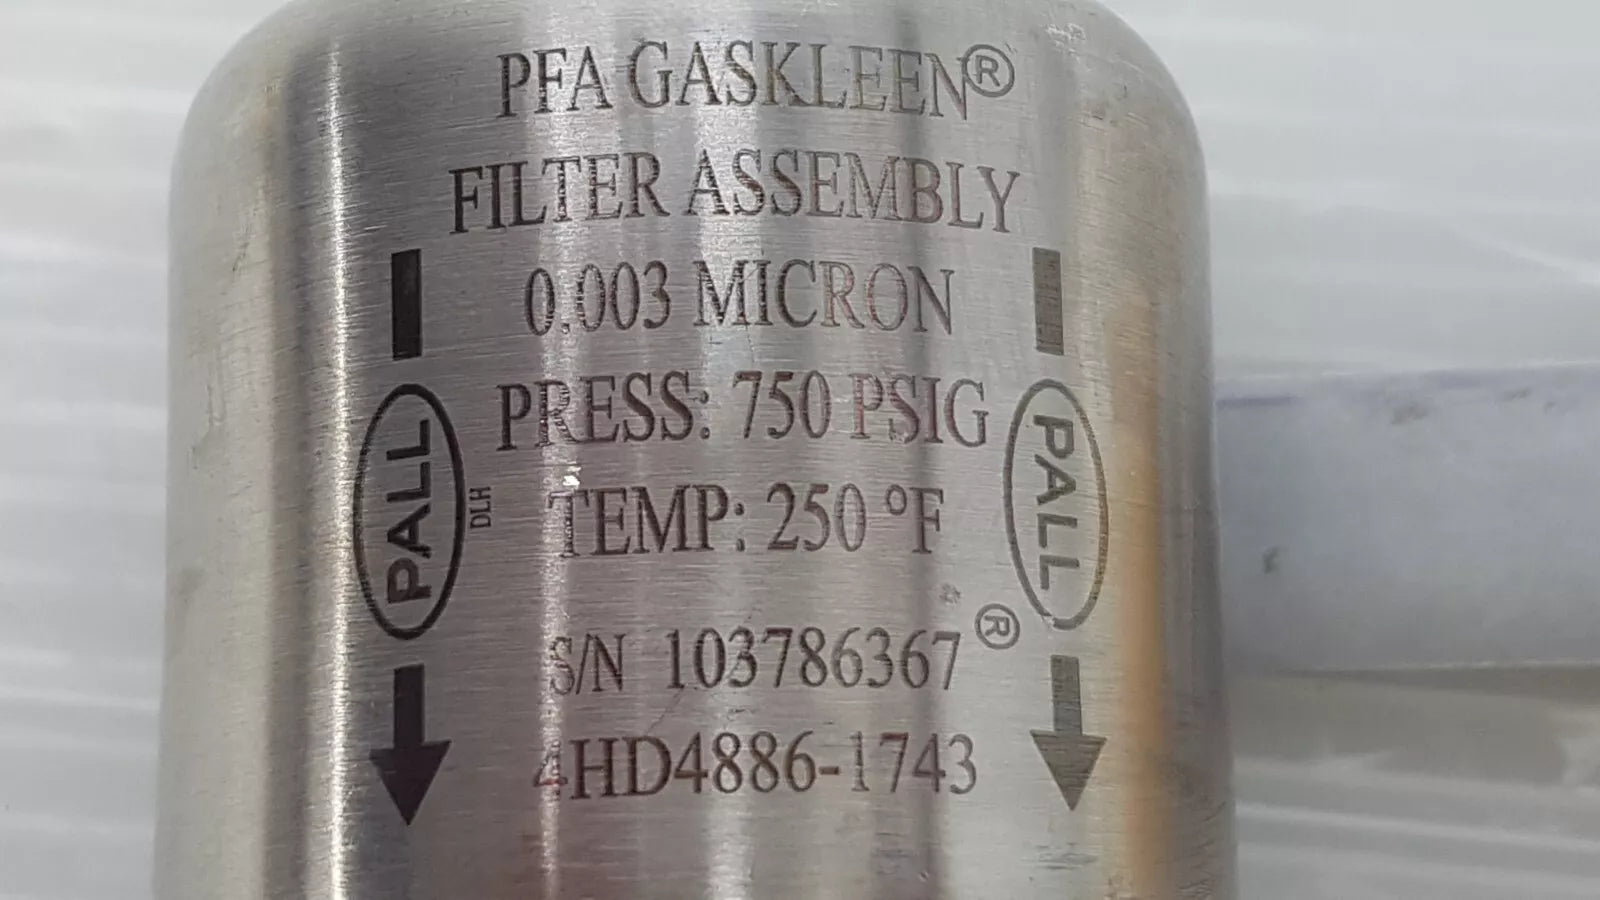 PFA GASKLEEN®
FILTER ASSEMBLY
0.003 MICRON
PRESS: 750 PSIG
TEMP: 250 °F
S/N 103786367
4HD4886-1743
PALL
DLH
PALL
®